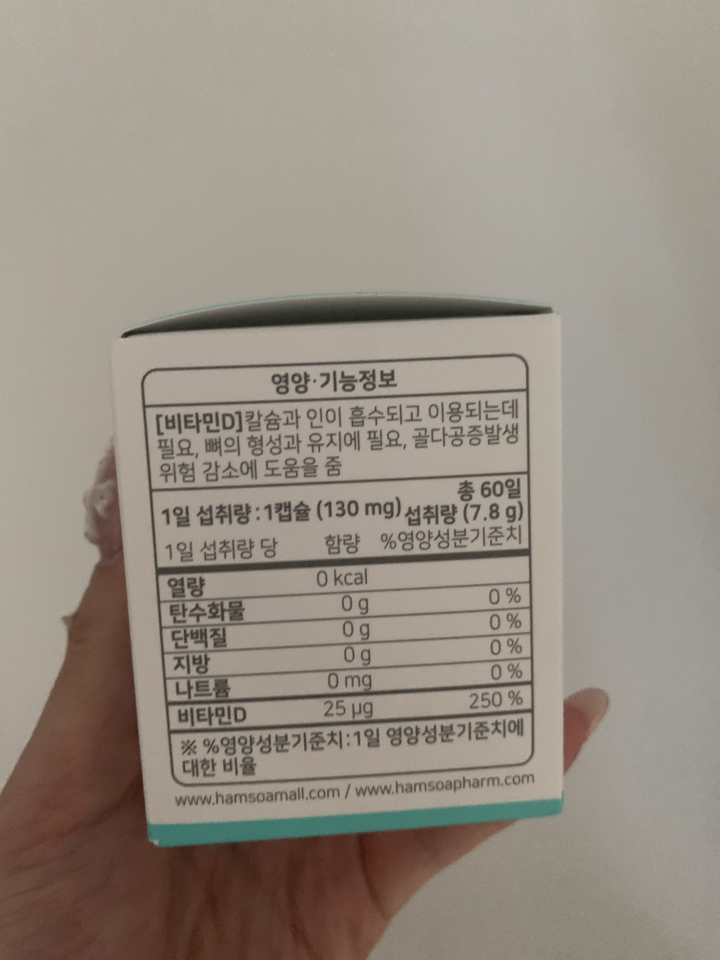 영양·기능정보
[비타민D]칼슘과 인이 흡수되고 이용되는데
필요, 뼈의 형성과 유지에 필요, 골다공증발생
위험 감소에 도움을 줌
총 60일
1일 섭취량 : 1캡슐 (130 mg) 섭취량 (7.8 g)
1일 섭취량 당 함량 %영양성분기준치
열량 0 kcal
탄수화물 0 g 0 %
단백질 0 g 0 %
지방 0 g 0 %
나트륨 0 mg 0 %
비타민D 25 µg 250 %
※ %영양성분기준치:1일 영양성분기준치에
대한 비율
www.hamsoamall.com / www.hamsoapharm.com